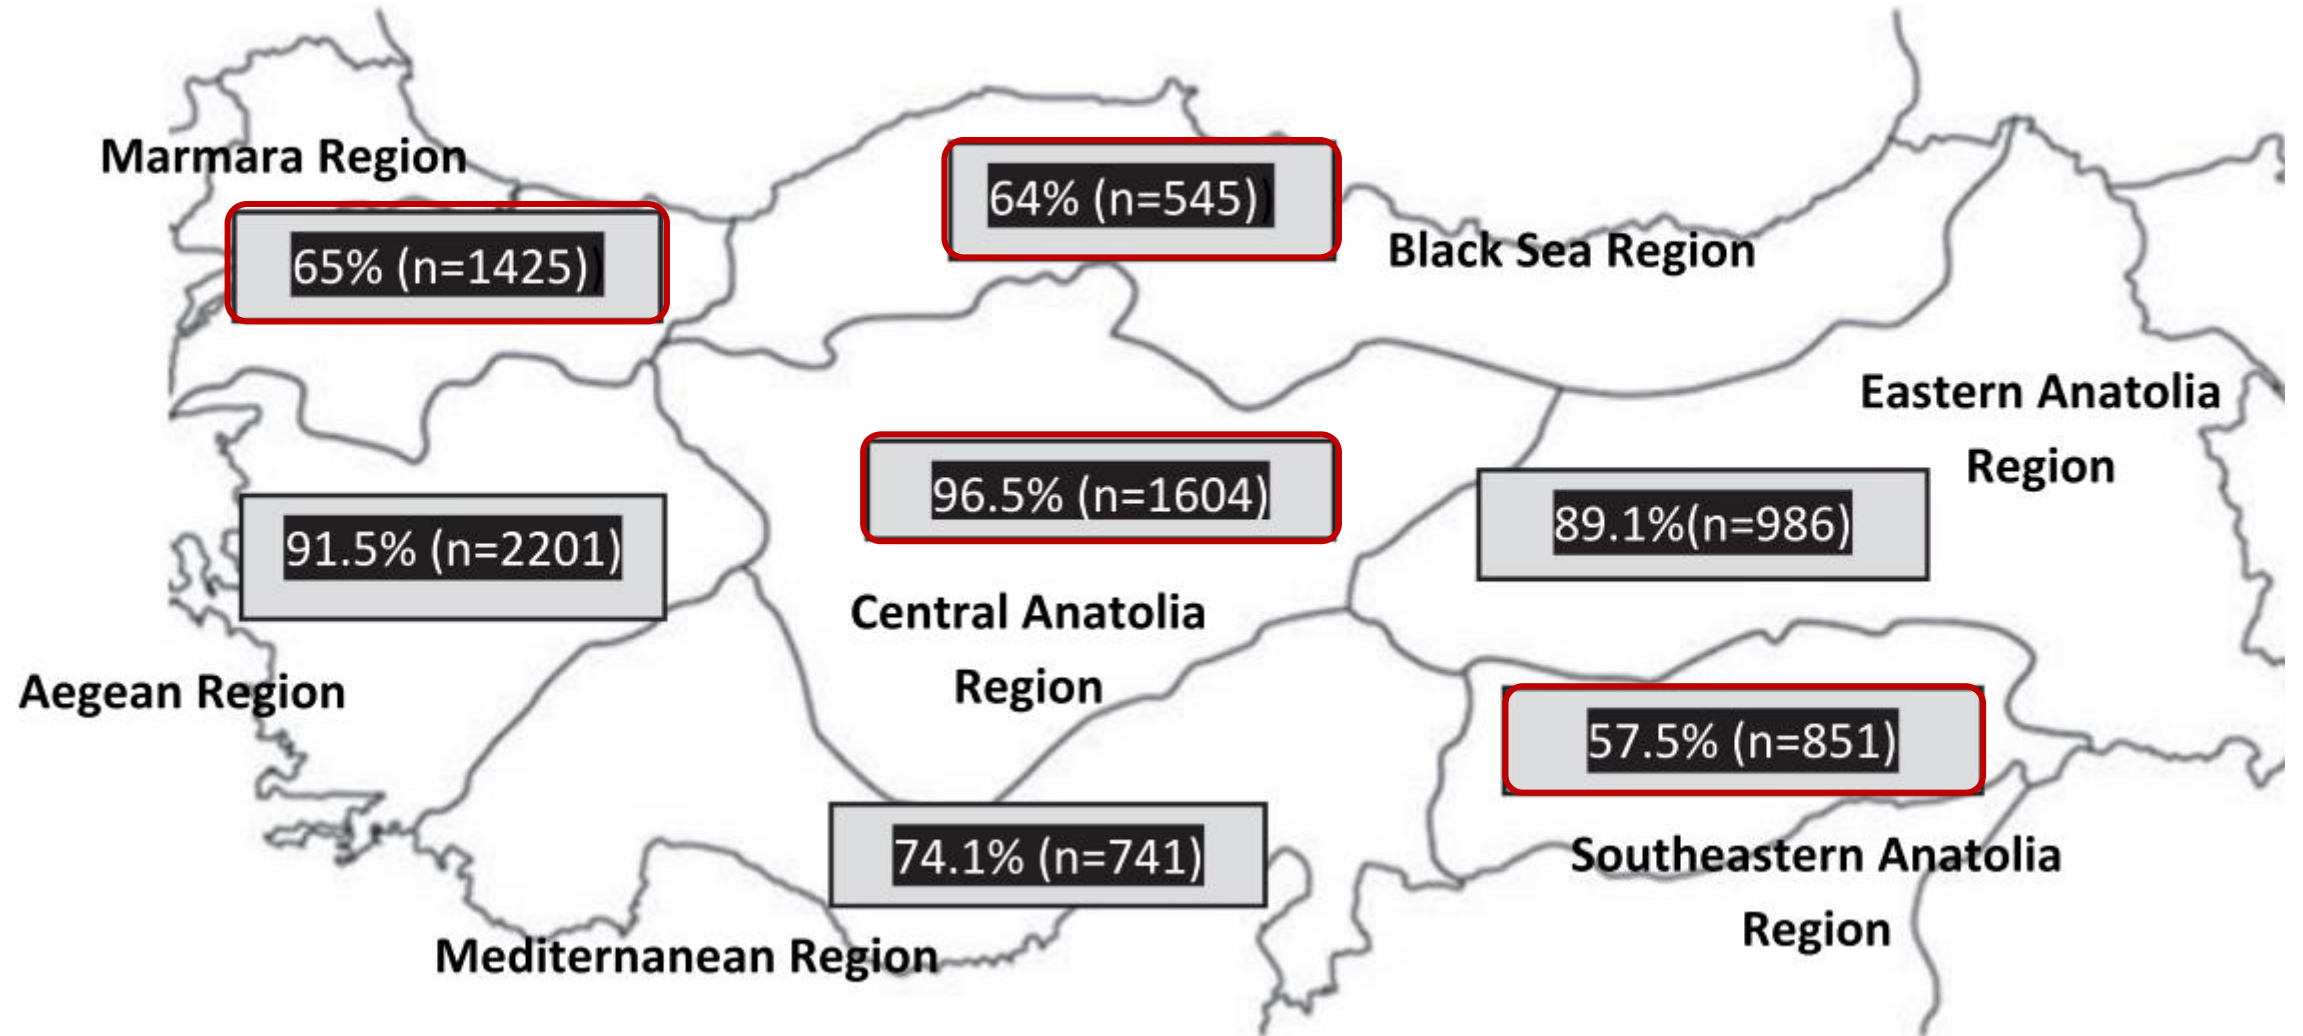 Marmara Region
65% (n=1425))
64% (n=545))
Black Sea Region
Eastern Anatolia
Region
96.5% (n=1604)
89.1%(n=986)
91.5% (n=2201)
Central Anatolia
Region
Aegean Region
57.5% (n=851)
74.1% (n=741)
Southeastern Anatolia
Region
Mediternanean Region